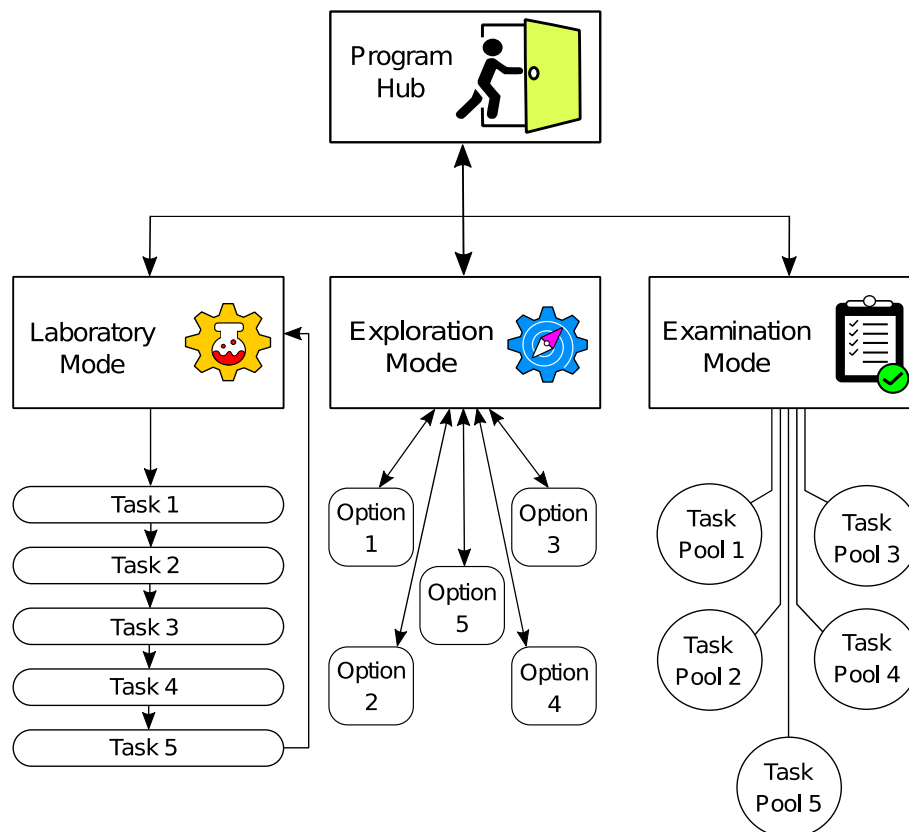 Program
Hub
Laboratory
Mode
Exploration
Mode
Examination
Mode
Task 1
Task 2
Task 3
Task 4
Task 5
Option
1
Option
3
Option
5
Option
2
Option
4
Task
Pool 1
Task
Pool 3
Task
Pool 2
Task
Pool 4
Task
Pool 5